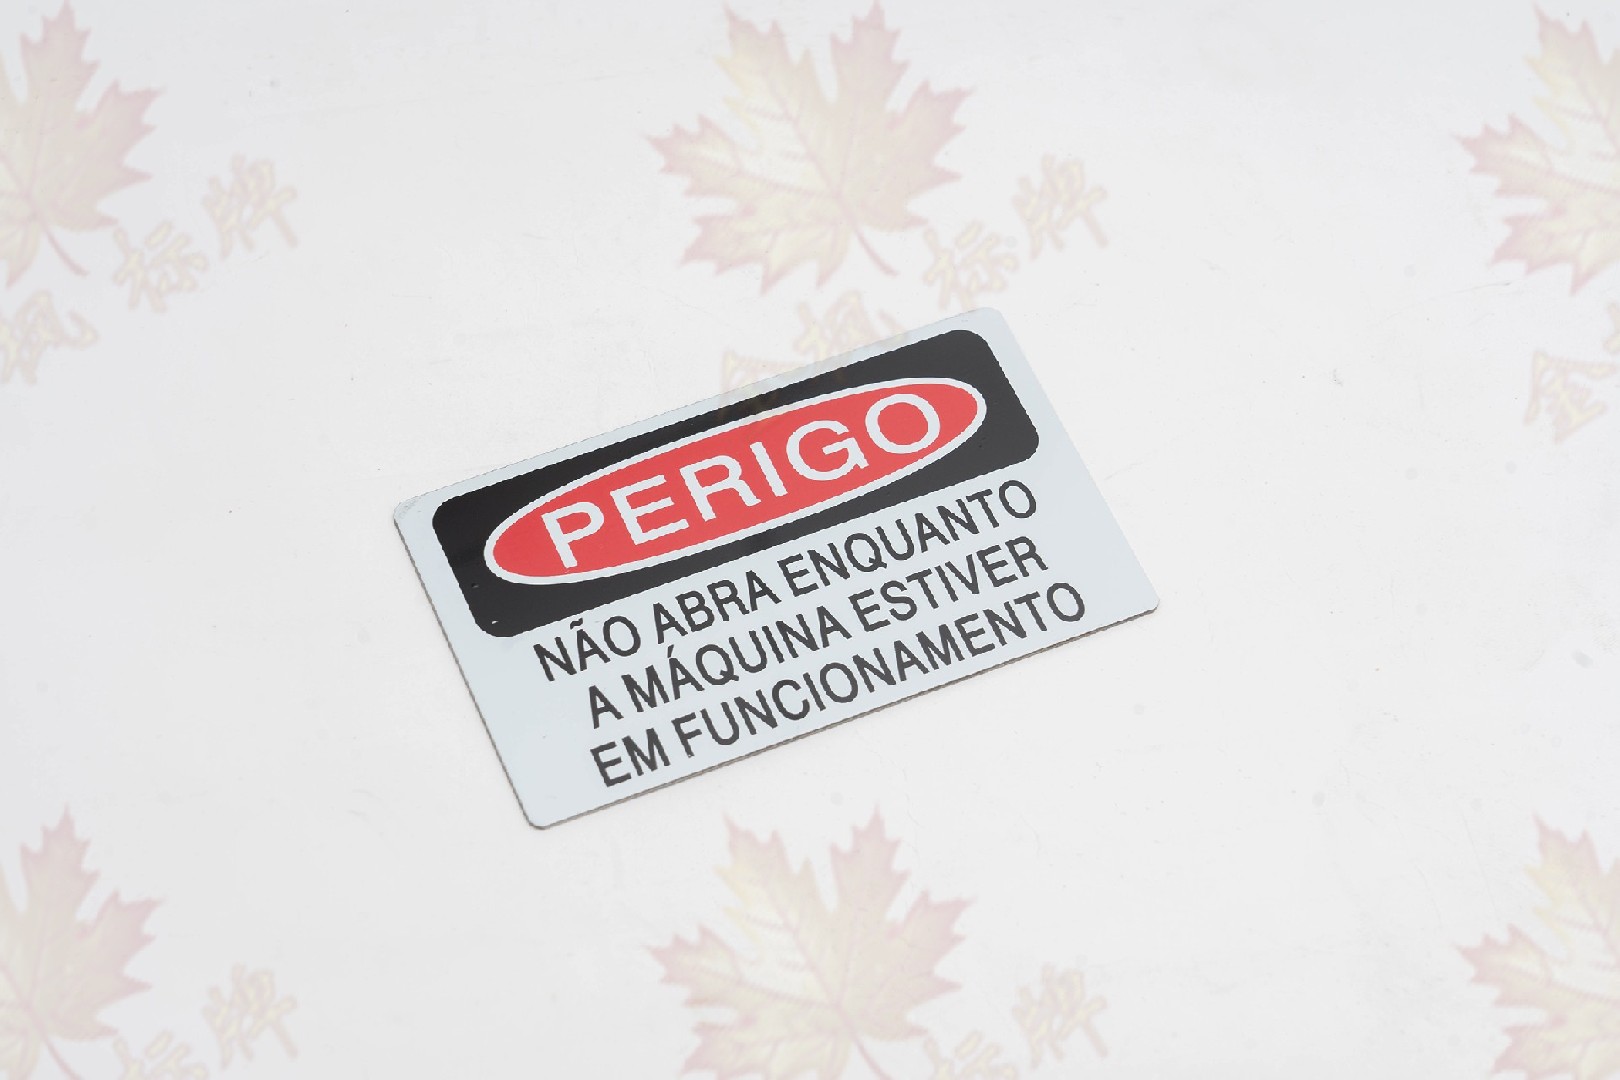 PERIGO
NÃO ABRA ENQUANTO
A MÁQUINA ESTIVER
EM FUNCIONAMENTO